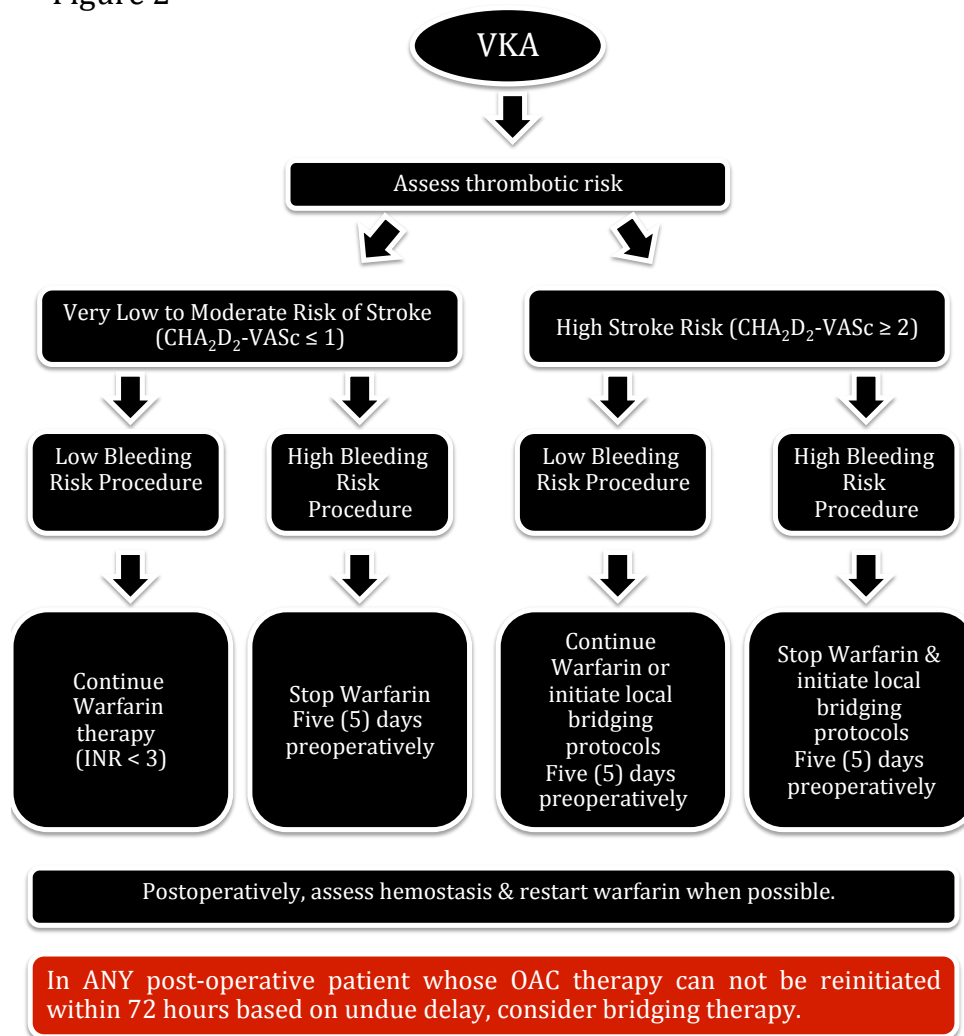 Figure 2
VKA
Assess thrombotic risk
Very Low to Moderate Risk of Stroke
(CHA₂D₂-VASc ≤ 1)
High Stroke Risk (CHA₂D₂-VASc ≥ 2)
Low Bleeding
Risk Procedure
High Bleeding
Risk
Procedure
Low Bleeding
Risk Procedure
High Bleeding
Risk
Procedure
Continue
Warfarin
therapy
(INR < 3)
Stop Warfarin
Five (5) days
preoperatively
Continue
Warfarin or
initiate local
bridging
protocols
Five (5) days
preoperatively
Stop Warfarin &
initiate local
bridging
protocols
Five (5) days
preoperatively
Postoperatively, assess hemostasis & restart warfarin when possible.
In ANY post-operative patient whose OAC therapy can not be reinitiated
within 72 hours based on undue delay, consider bridging therapy.